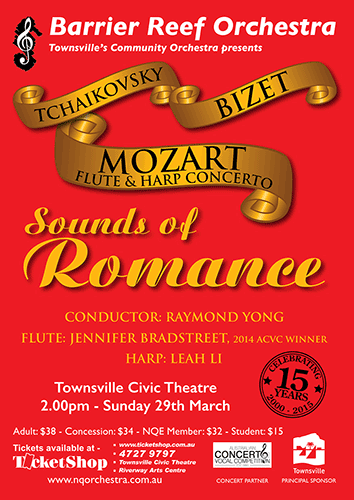 Barrier Reef Orchestra
Townsville's Community Orchestra presents
TCHAIKOVSKY
BIZET
MOZART
FLUTE & HARP CONCERTO
Sounds of
Romance
CONDUCTOR: RAYMOND YONG
FLUTE: JENNIFER BRADSTREET, 2014 ACVC WINNER
HARP: LEAH LI
CELEBRATING
15
YEARS
2000 - 2015
Townsville Civic Theatre
2.00pm - Sunday 29th March
Adult: $38 - Concession: $34 - NQE Member: $32 - Student: $15
Tickets available at -
TicketShop
• www.ticketshop.com.au
• 4727 9797
• Townsville Civic Theatre
• Riverway Arts Centre
www.nqorchestra.com.au
AUSTRALIAN
CONCERTO
VOCAL COMPETITION
CONCERT PARTNER
Townsville
PRINCIPAL SPONSOR